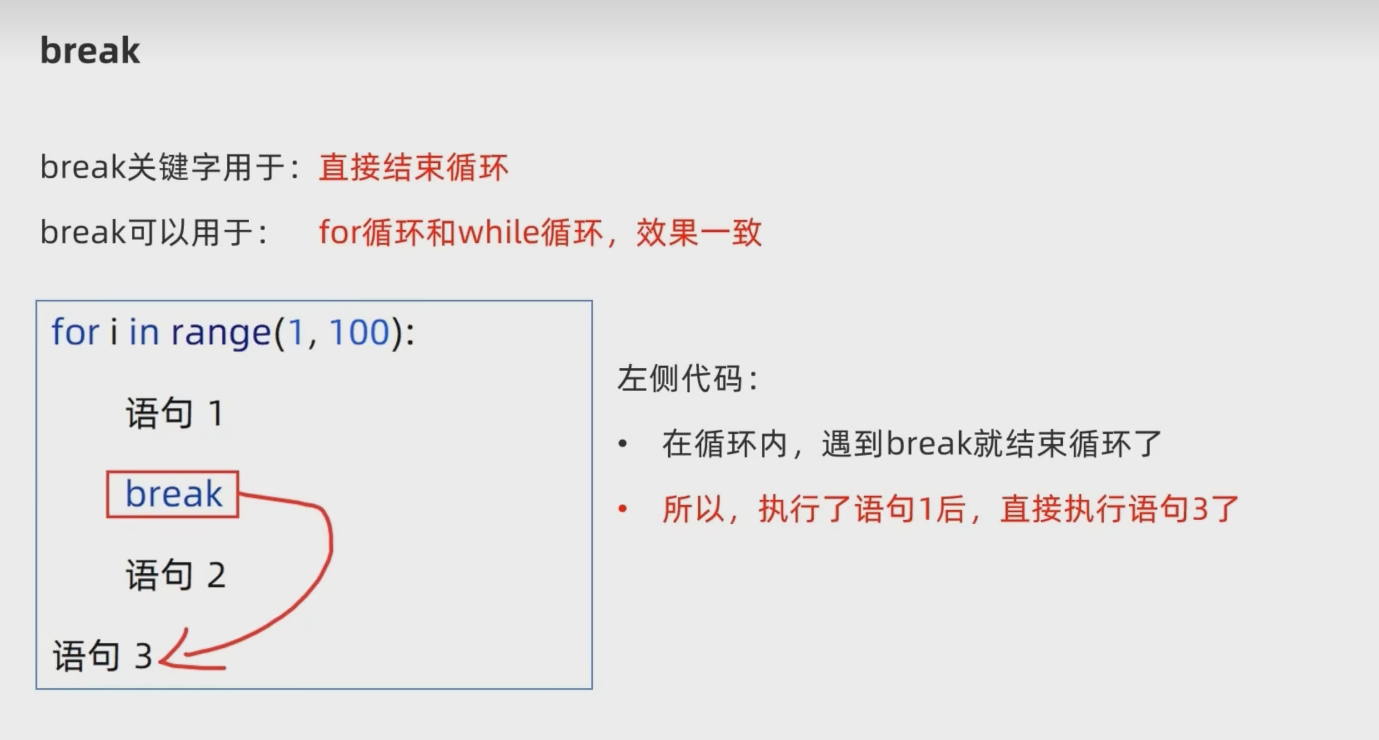 break
break关键字用于：直接结束循环
break可以用于： for循环和while循环，效果一致
for i in range(1, 100):
语句 1
break
语句 2
语句 3
左侧代码：
• 在循环内，遇到break就结束循环了
• 所以，执行了语句1后，直接执行语句3了